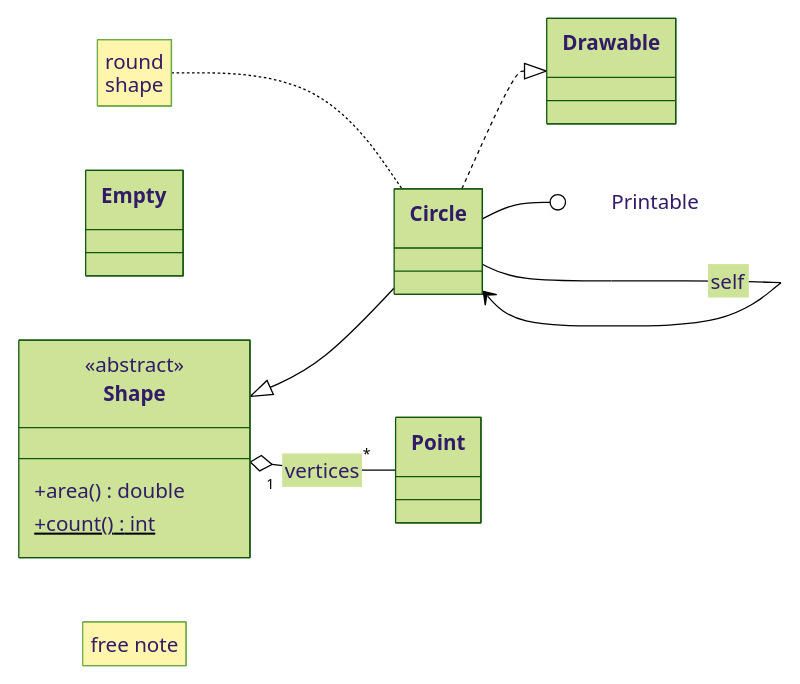 round
shape
Drawable
Empty
Circle
Printable
self
«abstract»
Shape
+area() : double
+count() : int
1
vertices
*
Point
free note